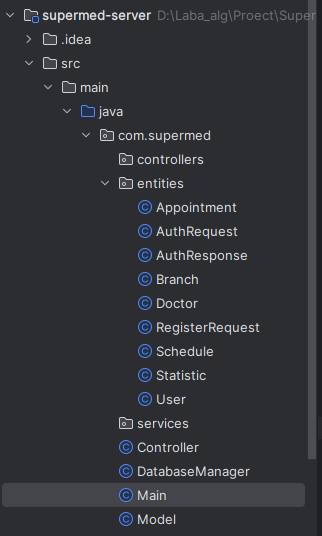 supermed-server D:\Laba_alg\Proect\Super
.idea
src
main
java
com.supermed
controllers
entities
C Appointment
C AuthRequest
C AuthResponse
C Branch
C Doctor
C RegisterRequest
C Schedule
C Statistic
C User
services
C Controller
C DatabaseManager
C Main
C Model